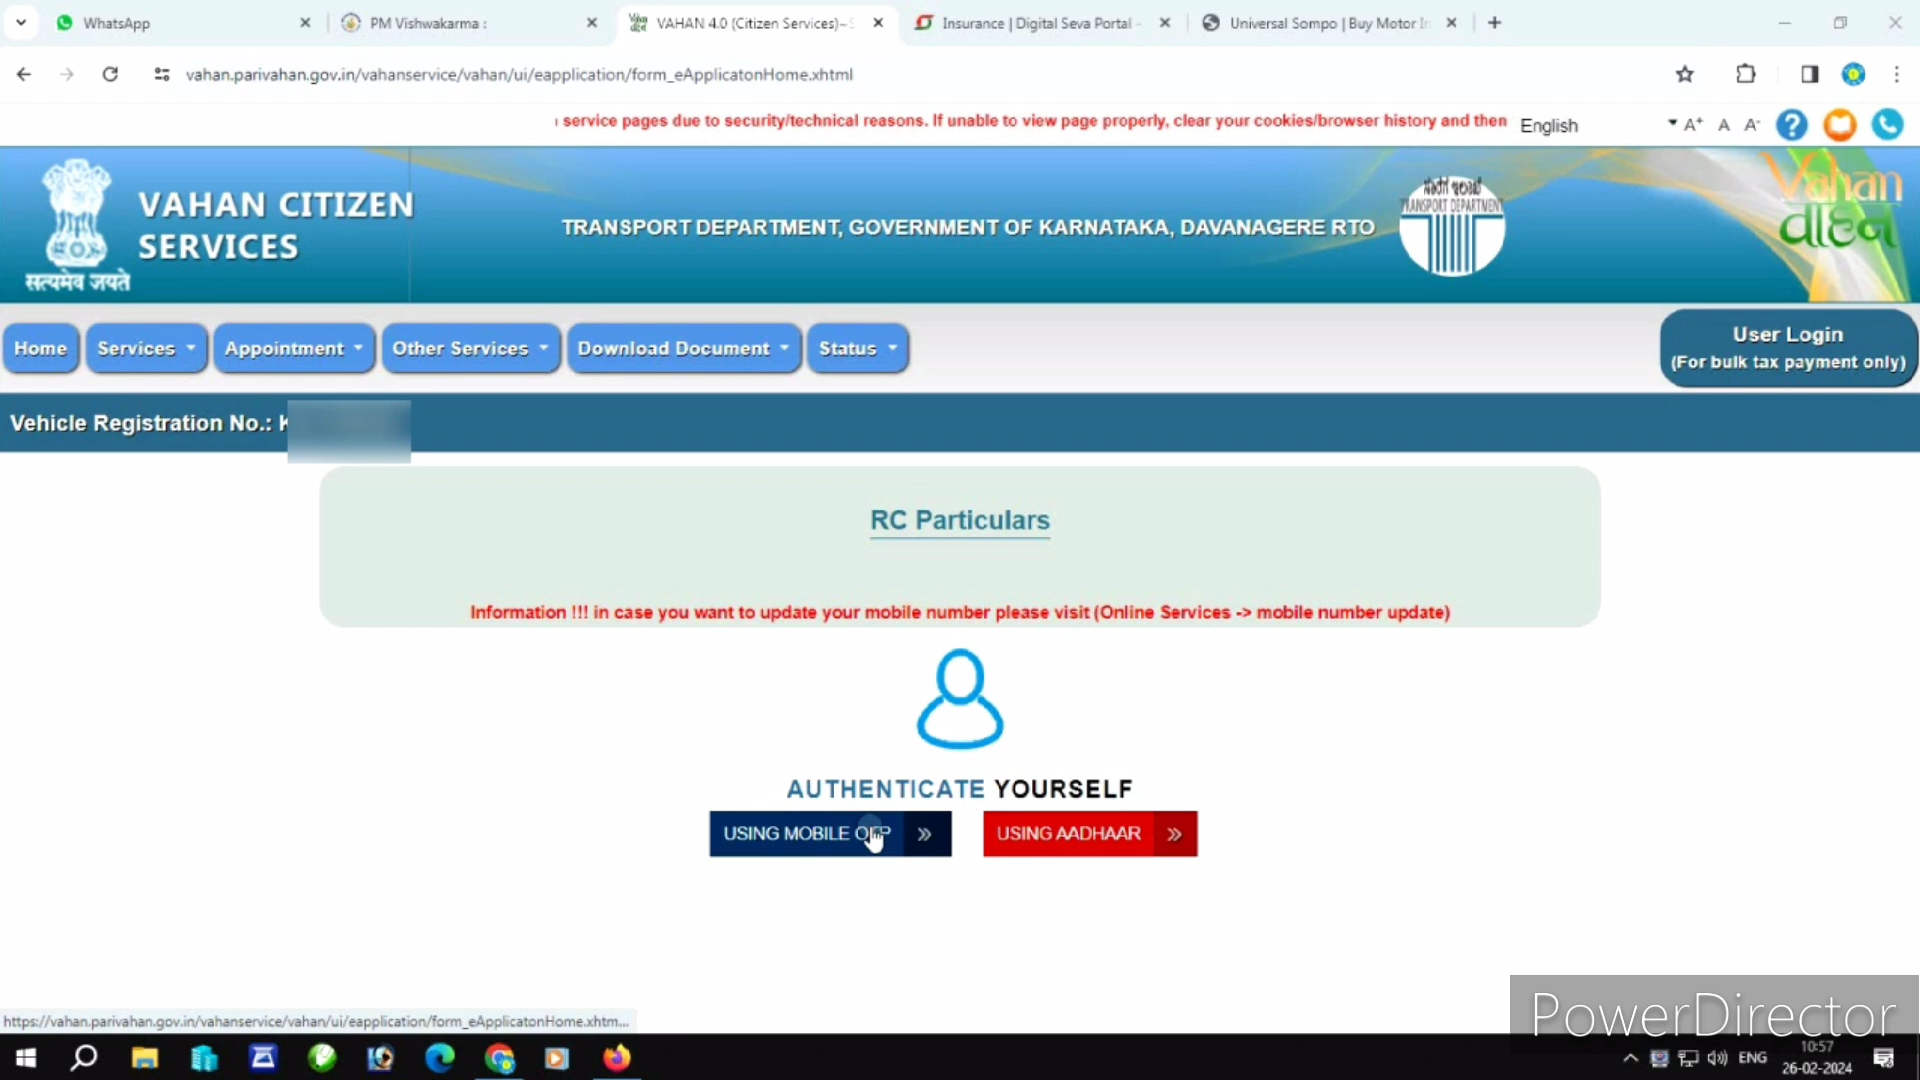 WhatsApp
PM Vishwakarma :
VAHAN 4.0 (Citizen Services)
Insurance | Digital Seva Portal -
Universal Sompo | Buy Motor
vahan.parivahan.gov.in/vahanservice/vahan/ui/eapplication/form_eApplicatonHome.xhtml
service pages due to security/technical reasons. If unable to view page properly, clear your cookies/browser history and then
English
A+ A A-
VAHAN CITIZEN
SERVICES
सत्यमेव जयते
TRANSPORT DEPARTMENT, GOVERNMENT OF KARNATAKA, DAVANAGERE RTO
TRANSPORT DEPARTMENT
Vahan
वाहन
Home
Services
Appointment
Other Services
Download Document
Status
User Login
(For bulk tax payment only)
Vehicle Registration No.:
RC Particulars
Information !!! in case you want to update your mobile number please visit (Online Services -> mobile number update)
AUTHENTICATE YOURSELF
USING MOBILE OTP »
USING AADHAAR »
PowerDirector
https://vahan.parivahan.gov.in/vahanservice/vahan/ui/eapplication/form_eApplicatonHome.xhtm...
ENG
10:57
26-02-2024